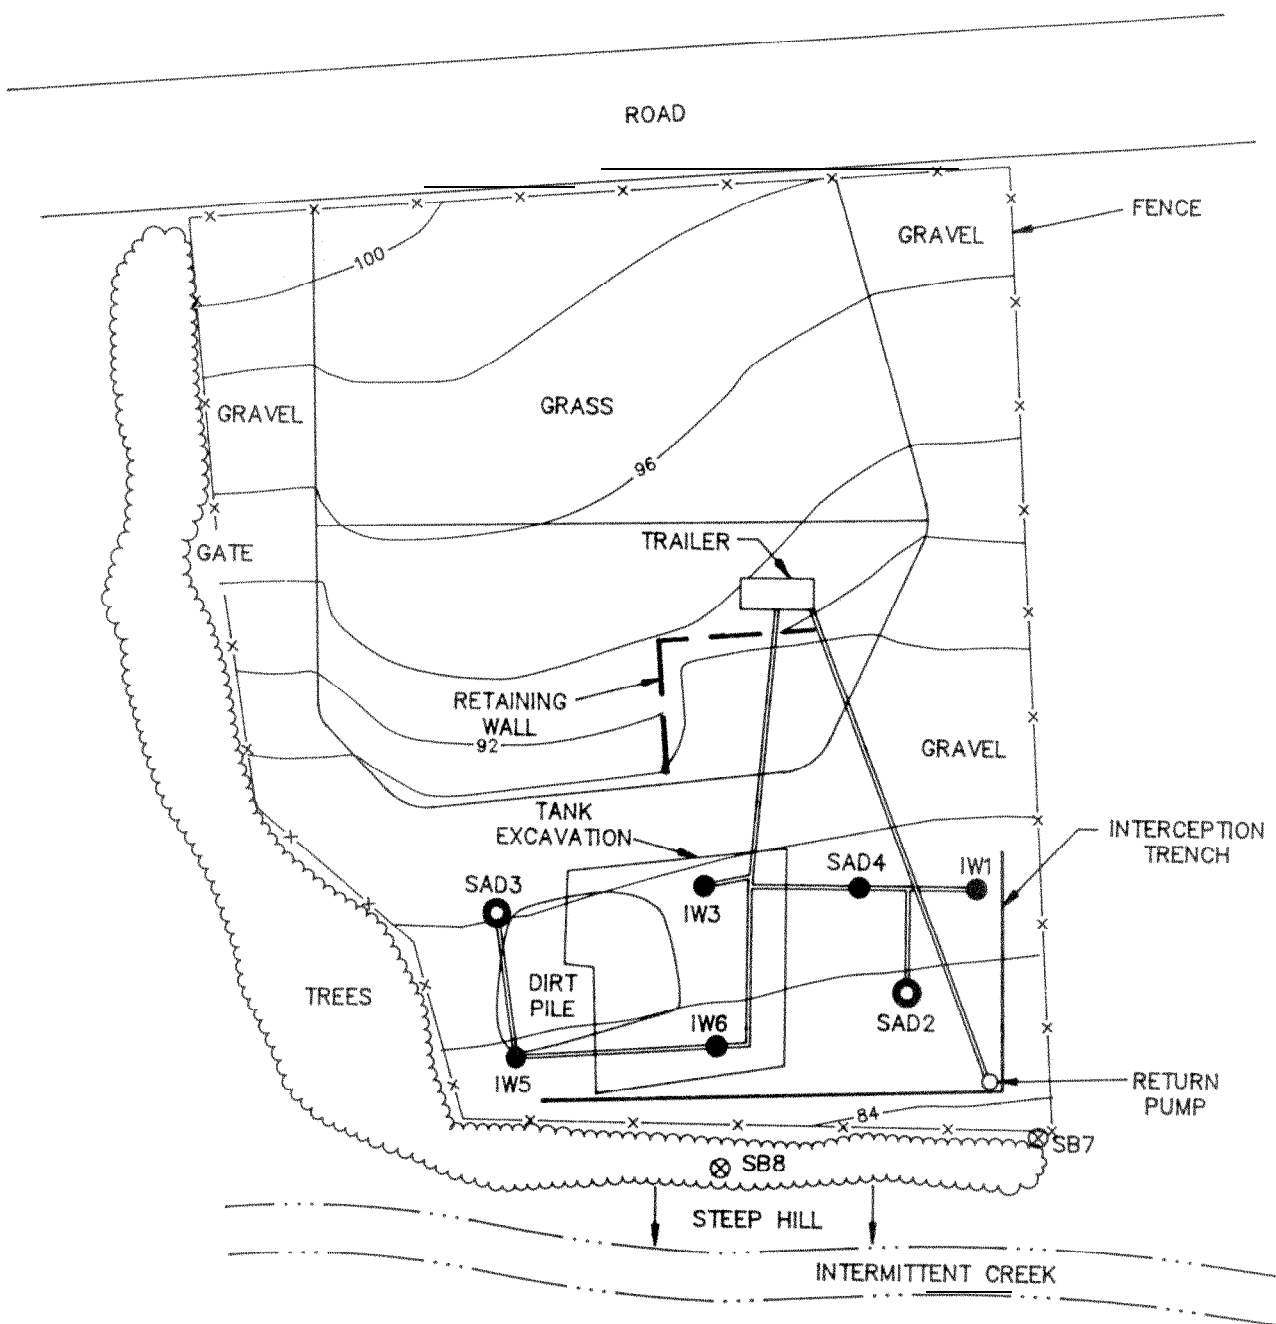 ROAD
FENCE
GRAVEL
100
GRAVEL
GRASS
96
TRAILER
GATE
RETAINING
WALL
92
GRAVEL
TANK
EXCAVATION
INTERCEPTION
TRENCH
SAD4
IW1
SAD3
IW3
DIRT
PILE
TREES
SAD2
IW6
IW5
RETURN
PUMP
84
SB7
SB8
STEEP HILL
INTERMITTENT CREEK